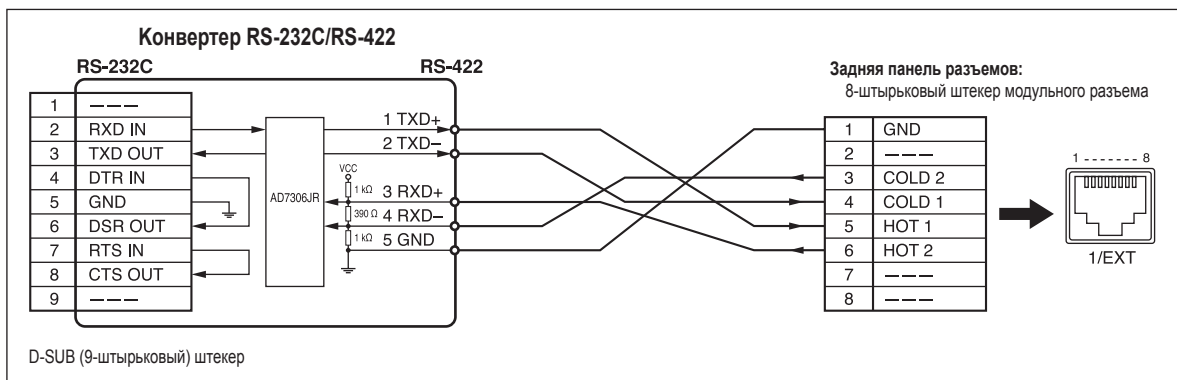 Конвертер RS-232C/RS-422
RS-232C
RS-422
1 – – –
2 RXD IN
3 TXD OUT
4 DTR IN
5 GND
6 DSR OUT
7 RTS IN
8 CTS OUT
9 – – –
AD7306JR
VCC
1 kΩ
390 Ω
1 kΩ
1 TXD+
2 TXD–
3 RXD+
4 RXD–
5 GND
D-SUB (9-штырьковый) штекер
Задняя панель разъемов:
8-штырьковый штекер модульного разъема
1 GND
2 – – –
3 COLD 2
4 COLD 1
5 HOT 1
6 HOT 2
7 – – –
8 – – –
1 - - - - - - - 8
1/EXT